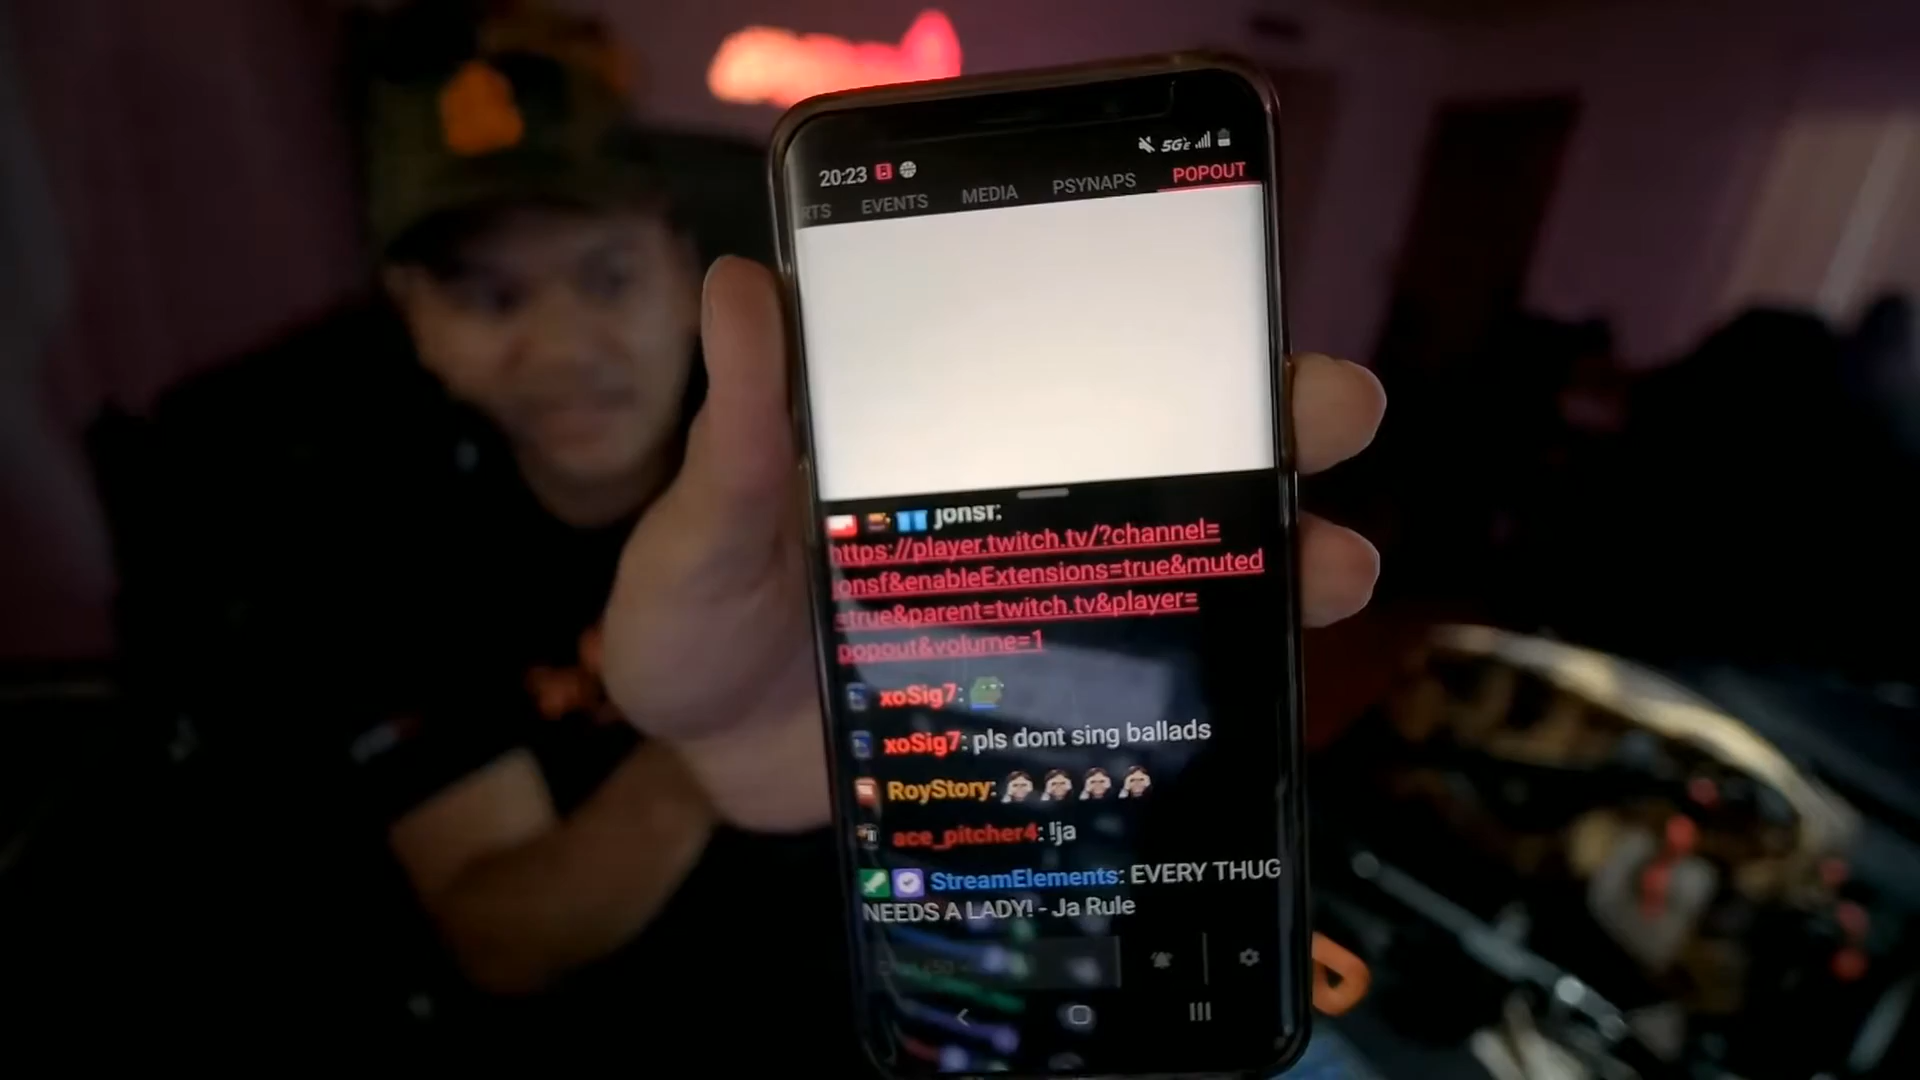 20:23 5GE
RTS EVENTS MEDIA PSYNAPS POPOUT
jonsf:
https://player.twitch.tv/?channel=
jonsf&enableExtensions=true&muted
=true&parent=twitch.tv&player=
popout&volume=1
xoSig7:
xoSig7: pls dont sing ballads
RoyStory:
ace_pitcher4: !ja
StreamElements: EVERY THUG
NEEDS A LADY! - Ja Rule